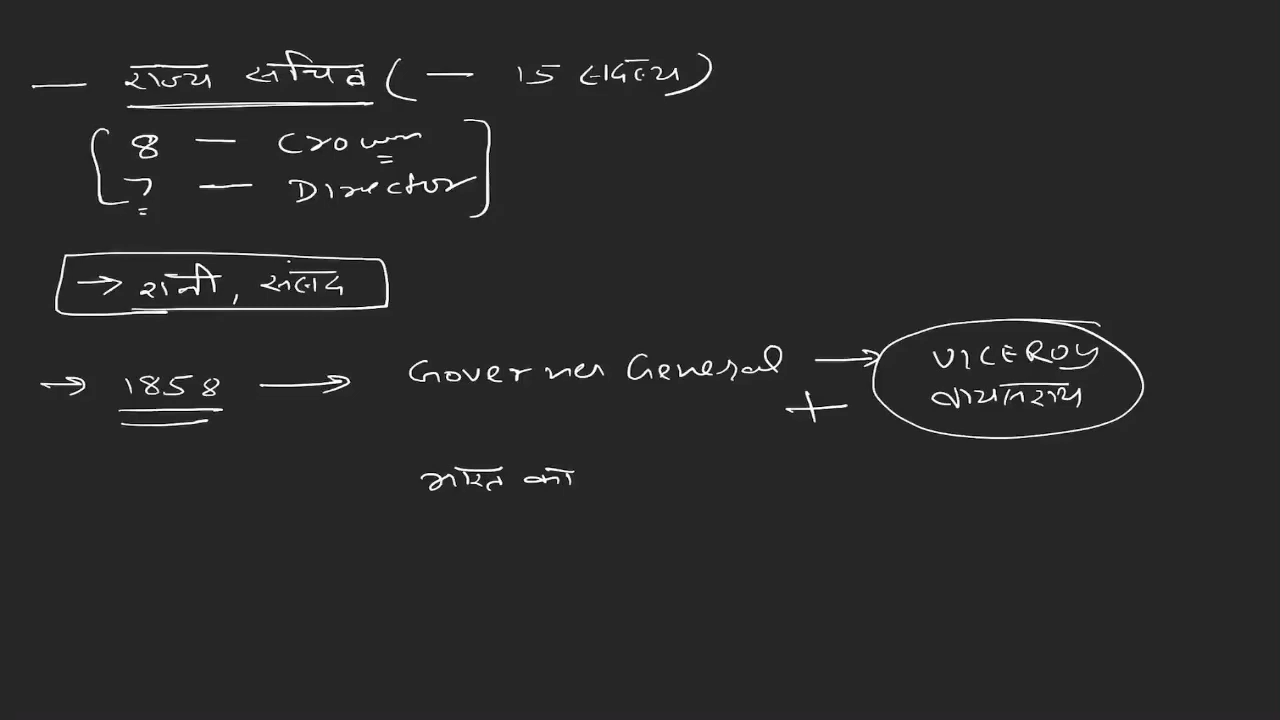 — राज्य सचिव ( — 15 सदस्य )
8 — Crown
7 — Director
→ रानी, संसद
→ 1858 → Governer General → VICEROY
+ वायसराय
भारत का